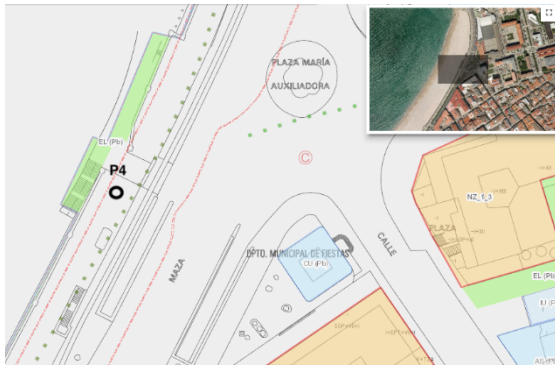 PLAZA MARÍA
AUXILIADORA
EL (Pb)
P4
C
NZ_1_3
PLAZA
MAZA
DPTO. MUNICIPAL DE FIESTAS
CU (Pb)
CALLE
EL (Pb)